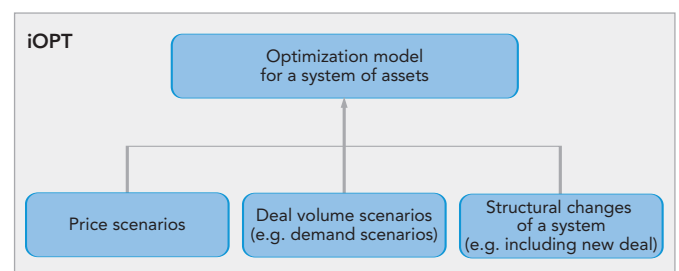 iOPT
Optimization model
for a system of assets
Price scenarios
Deal volume scenarios
(e.g. demand scenarios)
Structural changes
of a system
(e.g. including new deal)